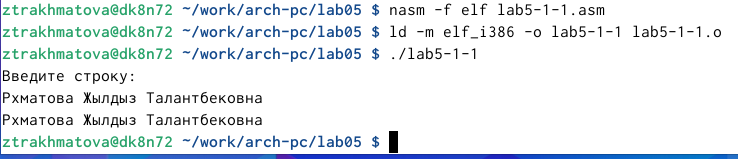 ztrakhmatova@dk8n72 ~/work/arch-pc/lab05 $ nasm -f elf lab5-1-1.asm
ztrakhmatova@dk8n72 ~/work/arch-pc/lab05 $ ld -m elf_i386 -o lab5-1-1 lab5-1-1.o
ztrakhmatova@dk8n72 ~/work/arch-pc/lab05 $ ./lab5-1-1
Введите строку:
Рхматова Жылдыз Талантбековна
Рхматова Жылдыз Талантбековна
ztrakhmatova@dk8n72 ~/work/arch-pc/lab05 $